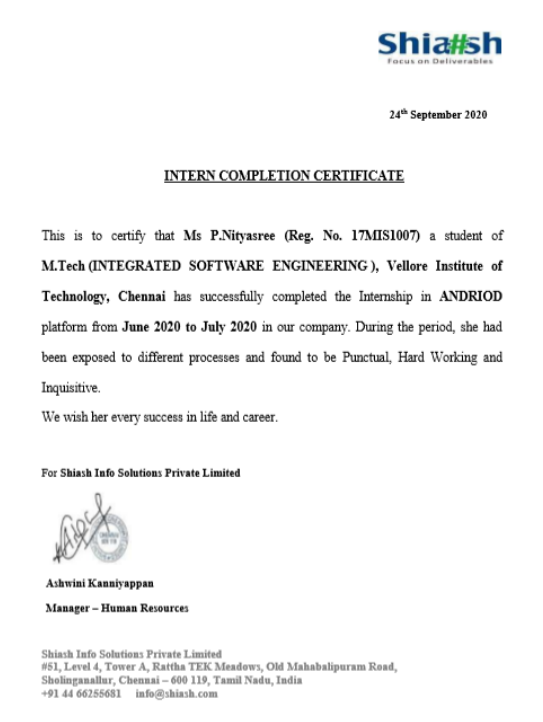 Shia#sh
Focus on Deliverables
24th September 2020
INTERN COMPLETION CERTIFICATE
This is to certify that Ms P.Nityasree (Reg. No. 17MIS1007) a student of
M.Tech (INTEGRATED SOFTWARE ENGINEERING ), Vellore Institute of
Technology, Chennai has successfully completed the Internship in ANDRIOD
platform from June 2020 to July 2020 in our company. During the period, she had
been exposed to different processes and found to be Punctual, Hard Working and
Inquisitive.
We wish her every success in life and career.
For Shiash Info Solutions Private Limited
Ashwini Kanniyappan
Manager – Human Resources
Shiash Info Solutions Private Limited
#51, Level 4, Tower A, Rattha TEK Meadows, Old Mahabalipuram Road,
Sholinganallur, Chennai – 600 119, Tamil Nadu, India
+91 44 66255681 info@shiash.com